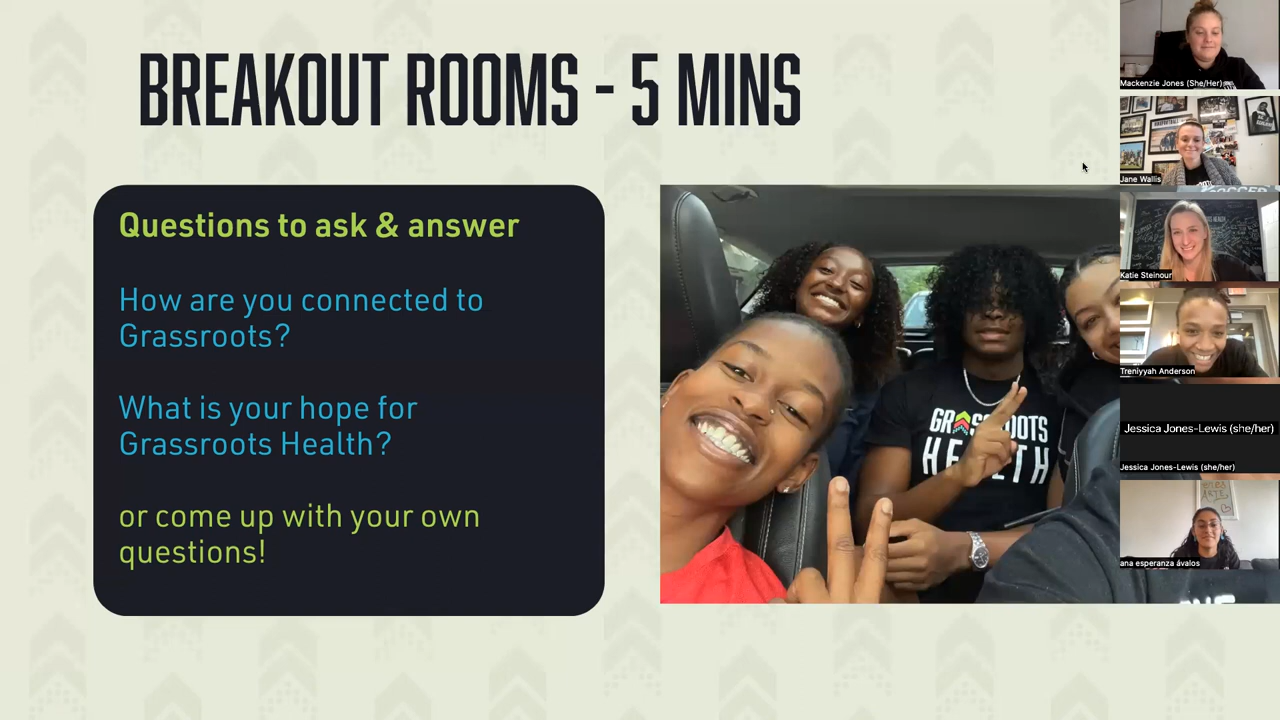 BREAKOUT ROOMS - 5 MINS
Questions to ask & answer
How are you connected to
Grassroots?
What is your hope for
Grassroots Health?
or come up with your own
questions!
GRASSROOTS
HEALTH
Mackenzie Jones (She/Her)
Jane Wallis
SOCCER
Katie Steinour
Treniyyah Anderson
Jessica Jones-Lewis (she/her)
Jessica Jones-Lewis (she/her)
ana esperanza ávalos